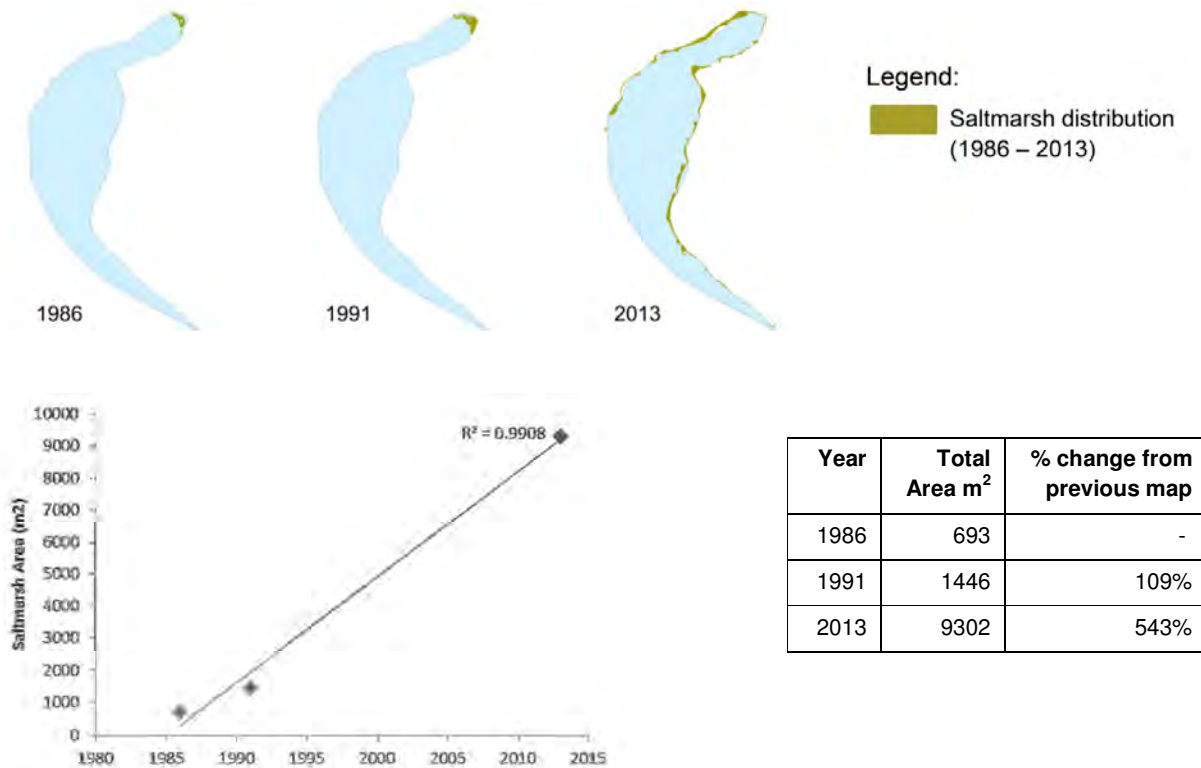 Legend:
Saltmarsh distribution
(1986 – 2013)
1986
1991
2013
Saltmarsh Area (m2)
10000
9000
8000
7000
6000
5000
4000
3000
2000
1000
0
R² = 0.9908
1980
1985
1990
1995
2000
2005
2010
2015
Year Total % change from
Area m² previous map
1986 693 -
1991 1446 109%
2013 9302 543%